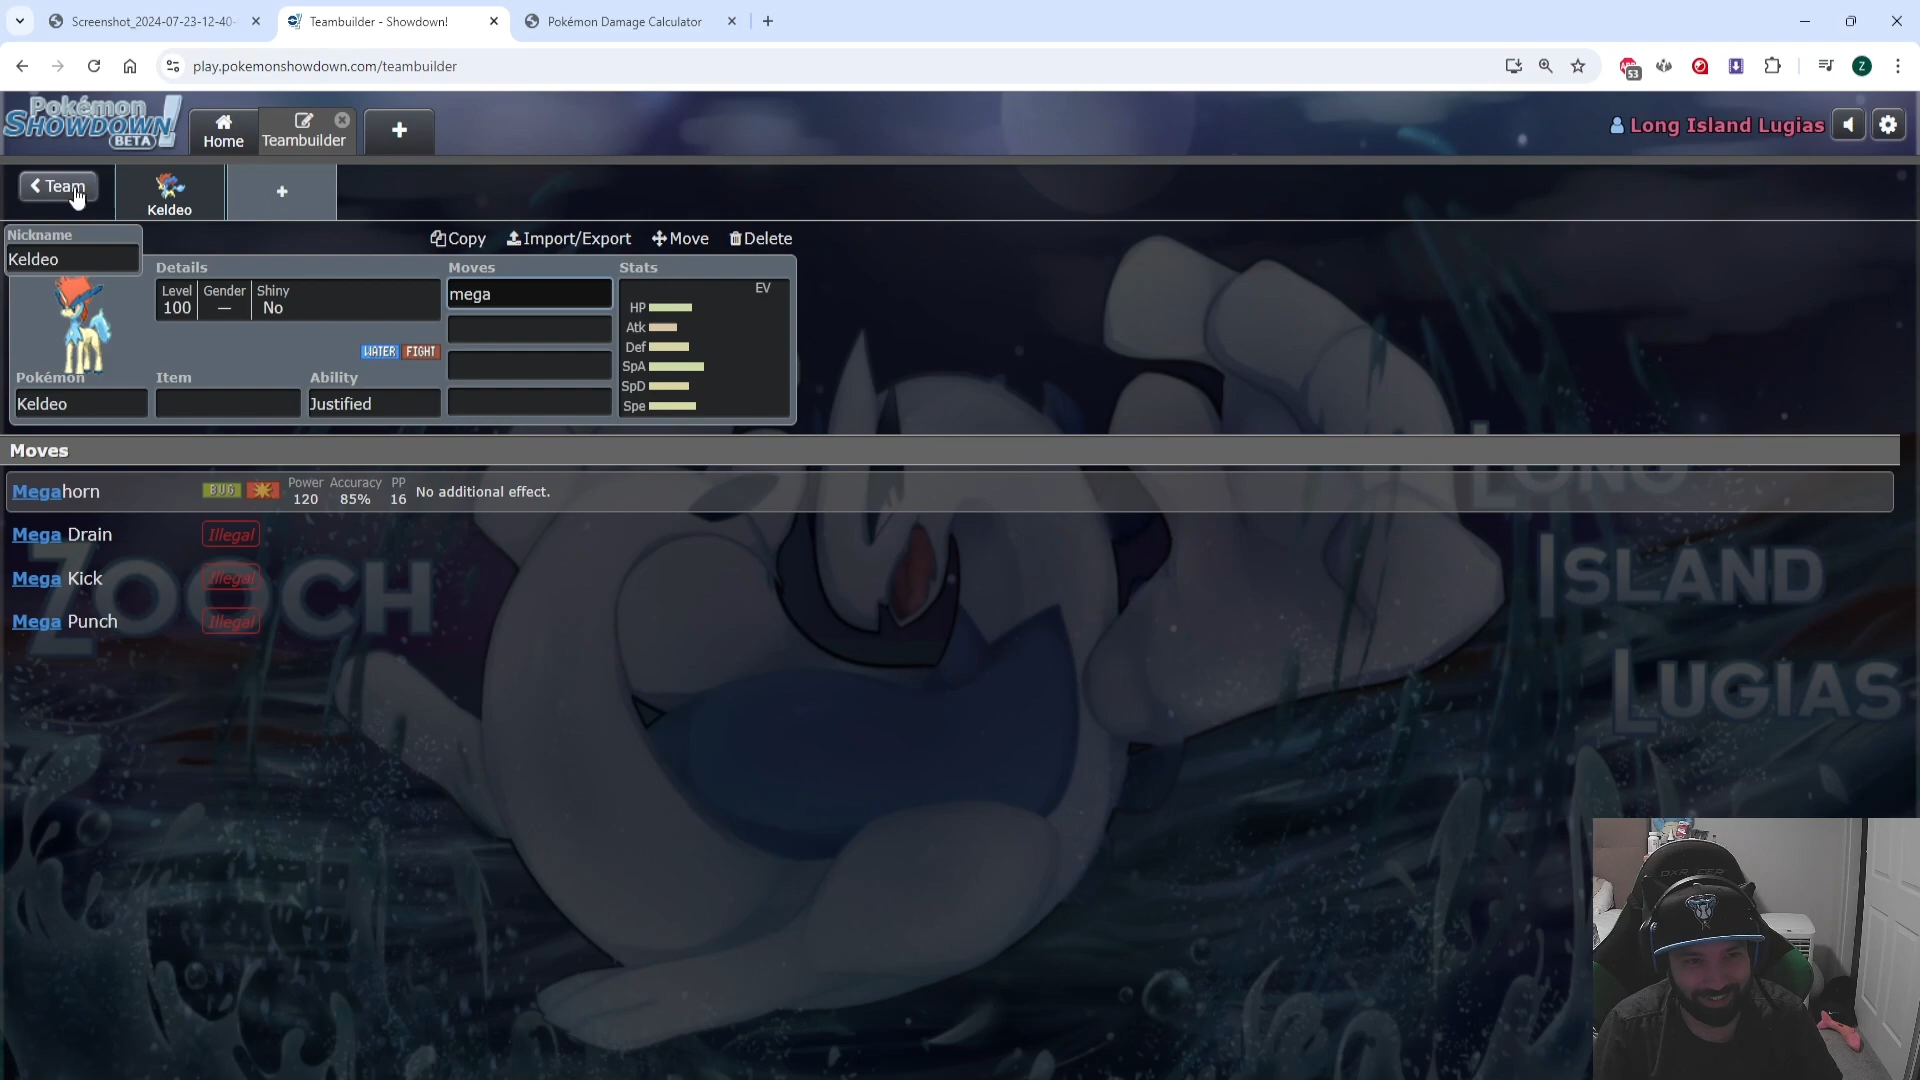 Screenshot_2024-07-23-12-40-
Teambuilder - Showdown!
Pokémon Damage Calculator
play.pokemonshowdown.com/teambuilder
53
Z
Pokémon
SHOWDOWN!
BETA
Home
Teambuilder
Long Island Lugias
Team
Keldeo
+
Nickname
Keldeo
Copy
Import/Export
Move
Delete
Details
Moves
Stats
Level
100
Gender
—
Shiny
No
mega
EV
HP
Atk
Def
SpA
SpD
Spe
WATER FIGHT
Pokémon
Item
Ability
Keldeo
Justified
Moves
Megahorn BUG Power 120 Accuracy 85% PP 16 No additional effect.
Mega Drain Illegal
Mega Kick Illegal
Mega Punch Illegal
ZOOCH
LONG
ISLAND
LUGIAS
DXRACER